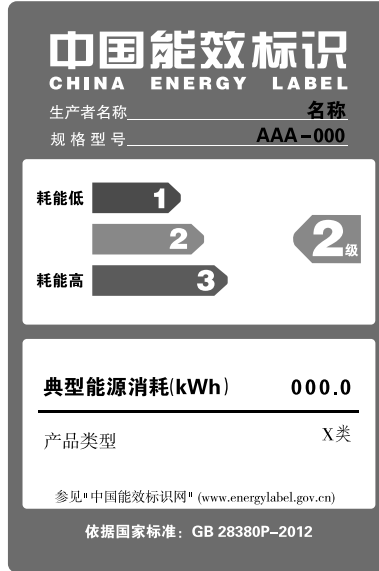 中国能效标识
CHINA ENERGY LABEL
生产者名称 名称
规格型号 AAA-000
耗能低 1
2 2级
耗能高 3
典型能源消耗(kWh) 000.0
产品类型 X类
参见"中国能效标识网" (www.energylabel.gov.cn)
依据国家标准：GB 28380P-2012